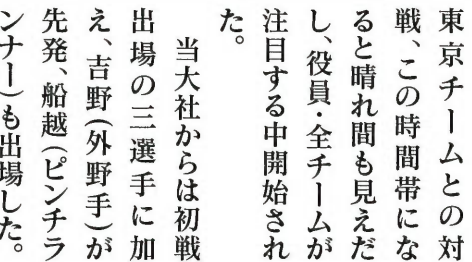 東京チームとの対
戦、この時間帯にな
ると晴れ間も見えだ
し、役員・全チームが
注目する中開始され
た。
当大社からは初戦
出場の三選手に加
え、吉野(外野手)が
先発、船越(ピンチラ
ンナー)も出場した。